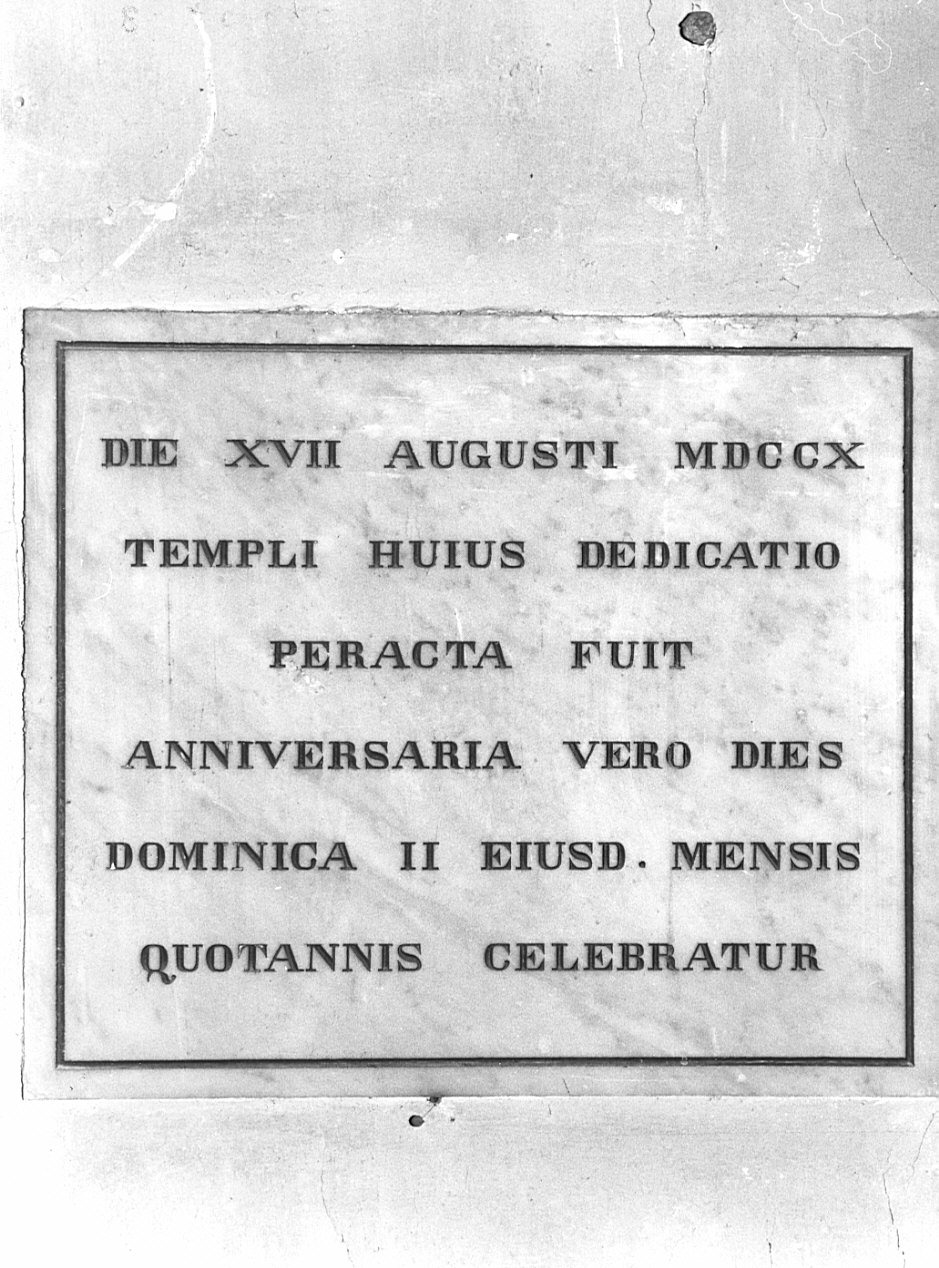 DIE XVII AUGUSTI MDCCX
TEMPLI HUIUS DEDICATIO
PERACTA FUIT
ANNIVERSARIA VERO DIES
DOMINICA II EIUSD. MENSIS
QUOTANNIS CELEBRATUR